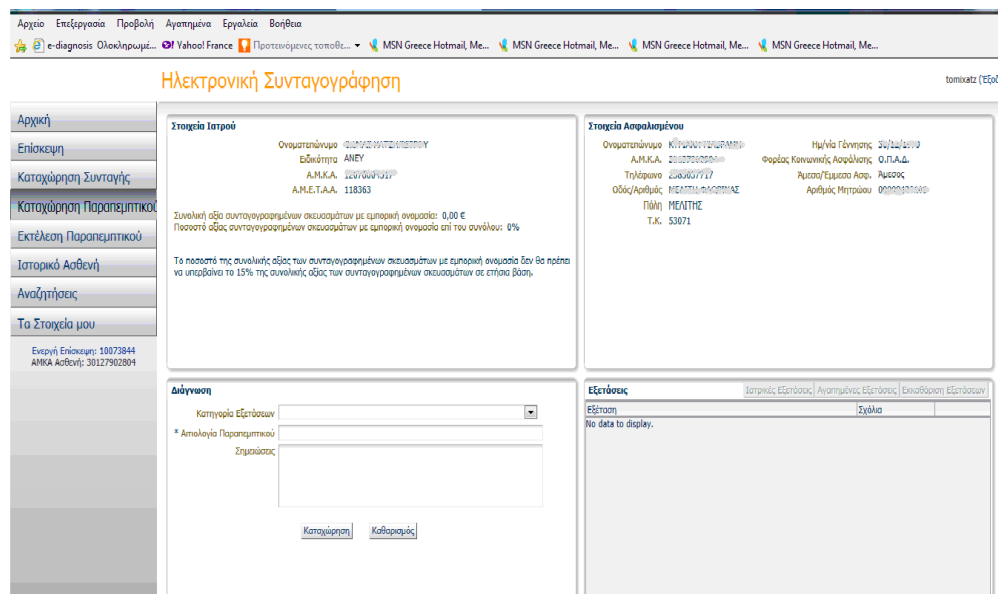 Αρχείο Επεξεργασία Προβολή Αγαπημένα Εργαλεία Βοήθεια
e-diagnosis Ολοκληρωμέ... Yahoo! France Προτεινόμενες τοποθε... MSN Greece Hotmail, Me... MSN Greece Hotmail, Me... MSN Greece Hotmail, Me... MSN Greece Hotmail, Me...
Ηλεκτρονική Συνταγογράφηση
tomixatz (Έξοδ
Αρχική
Επίσκεψη
Καταχώρηση Συνταγής
Καταχώρηση Παραπεμπτικού
Εκτέλεση Παραπεμπτικού
Ιστορικό Ασθενή
Αναζητήσεις
Τα Στοιχεία μου
Ενεργή Επίσκεψη: 10073844
ΑΜΚΑ Ασθενή: 30127902804
Στοιχεία Ιατρού
Ονοματεπώνυμο
Ειδικότητα ΑΝΕΥ
Α.Μ.Κ.Α.
Α.Μ.Ε.Τ.Α.Α. 118363
Συνολική αξία συνταγογραφημένων σκευασμάτων με εμπορική ονομασία: 0,00 €
Ποσοστό αξίας συνταγογραφημένων σκευασμάτων με εμπορική ονομασία επί του συνόλου: 0%
Το ποσοστό της συνολικής αξίας των συνταγογραφημένων σκευασμάτων με εμπορική ονομασία δεν θα πρέπει
να υπερβαίνει το 15% της συνολικής αξίας των συνταγογραφημένων σκευασμάτων σε ετήσια βάση.
Στοιχεία Ασφαλισμένου
Ονοματεπώνυμο
Α.Μ.Κ.Α.
Τηλέφωνο
Οδός/Αριθμός
Πόλη ΜΕΛΙΤΗΣ
Τ.Κ. 53071
Ημ/νία Γέννησης
Φορέας Κοινωνικής Ασφάλισης Ο.Π.Α.Δ.
Άμεσα/Έμμεσα Ασφ. Άμεσος
Αριθμός Μητρώου
Διάγνωση
Κατηγορία Εξετάσεων
* Αιτιολογία Παραπεμπτικού
Σημειώσεις
Καταχώρηση Καθαρισμός
Εξετάσεις Ιατρικές Εξετάσεις Αγαπημένες Εξετάσεις Εκκαθάριση Εξετάσεων
Εξέταση Σχόλια
No data to display.